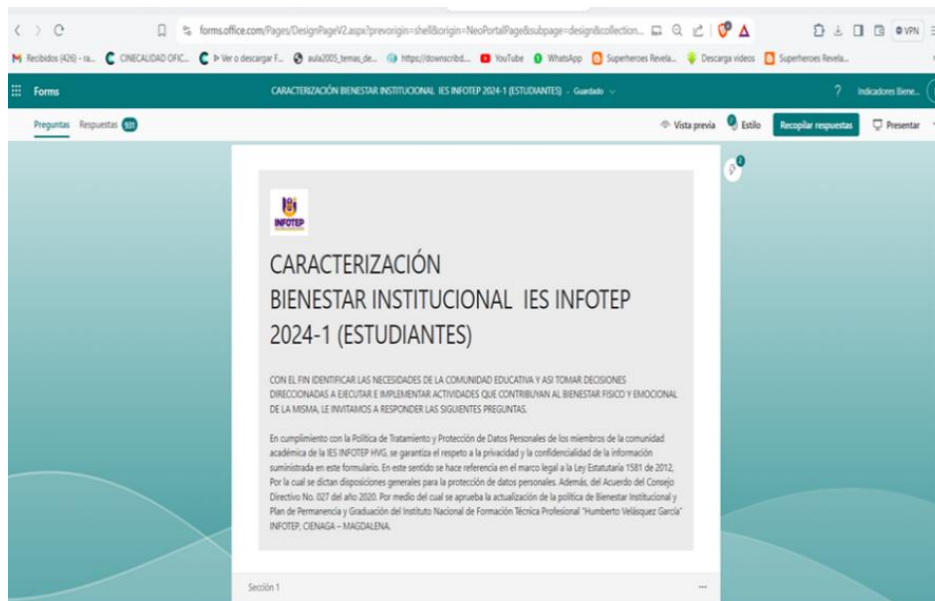 forms.office.com/Pages/DesignPageV2.aspx?prevorigin=shell&origin=NeoPortalPage&subpage=design&collection...
VPN
Recibidos (426) - ra...
CINECALIDAD OFIC...
Ver o descargar F...
aula2005_temas_de...
https://downscribd...
YouTube
WhatsApp
Superheroes Revela...
Descarga videos
Superheroes Revela...
Forms
CARACTERIZACIÓN BIENESTAR INSTITUCIONAL IES INFOTEP 2024-1 (ESTUDIANTES) - Guardado
?
Indicadores Biene...
Preguntas
Respuestas 931
Vista previa
Estilo
Recopilar respuestas
Presentar
2
INFOTEP
CARACTERIZACIÓN
BIENESTAR INSTITUCIONAL IES INFOTEP
2024-1 (ESTUDIANTES)
CON EL FIN IDENTIFICAR LAS NECESIDADES DE LA COMUNIDAD EDUCATIVA Y ASI TOMAR DECISIONES
DIRECCIONADAS A EJECUTAR E IMPLEMENTAR ACTIVIDADES QUE CONTRIBUYAN AL BIENESTAR FISICO Y EMOCIONAL
DE LA MISMA, LE INVITAMOS A RESPONDER LAS SIGUIENTES PREGUNTAS.
En cumplimiento con la Política de Tratamiento y Protección de Datos Personales de los miembros de la comunidad
académica de la IES INFOTEP HVG, se garantiza el respeto a la privacidad y la confidencialidad de la información
suministrada en este formulario. En este sentido se hace referencia en el marco legal a la Ley Estatutaria 1581 de 2012,
Por la cual se dictan disposiciones generales para la protección de datos personales. Además, del Acuerdo del Consejo
Directivo No. 027 del año 2020. Por medio del cual se aprueba la actualización de la política de Bienestar Institucional y
Plan de Permanencia y Graduación del Instituto Nacional de Formación Técnica Profesional "Humberto Velásquez García"
INFOTEP, CIENAGA – MAGDALENA.
Sección 1
...